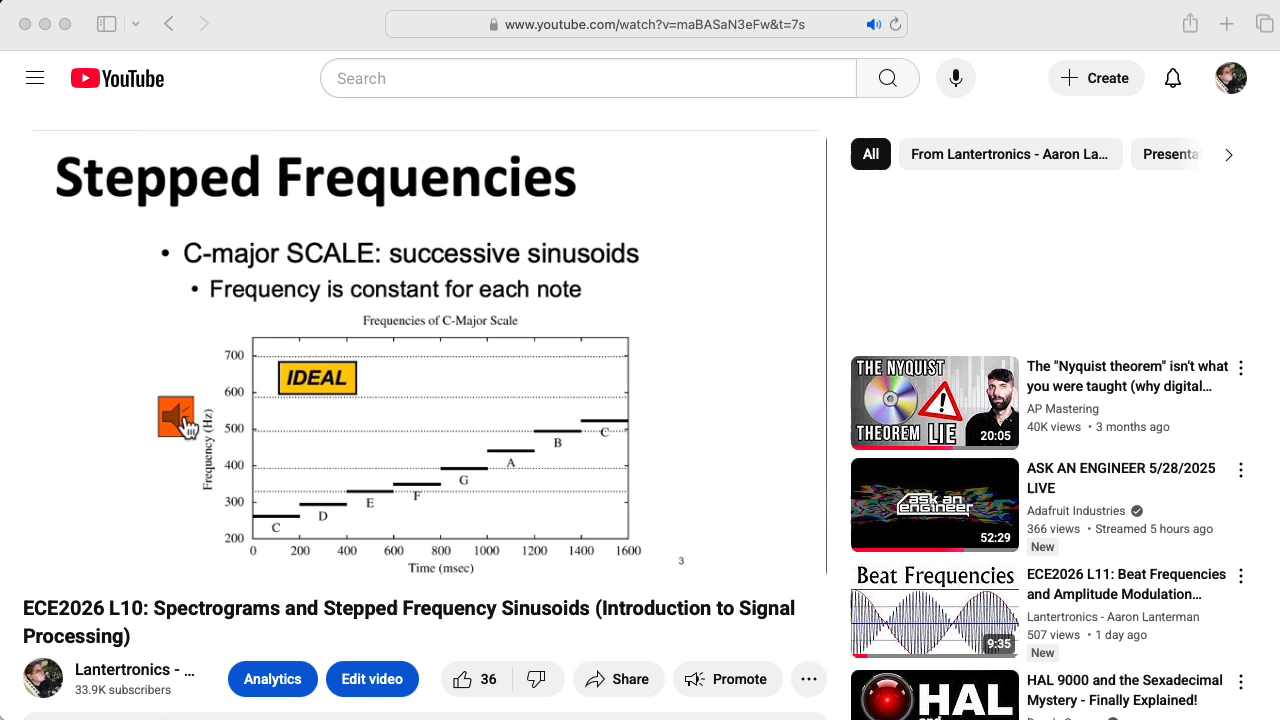 www.youtube.com/watch?v=maBASaN3eFw&t=7s
YouTube
Search
Create
Stepped Frequencies
• C-major SCALE: successive sinusoids
• Frequency is constant for each note
Frequencies of C-Major Scale
IDEAL
Frequency (Hz)
700
600
500
400
300
200
C
D
E
F
G
A
B
C
0 200 400 600 800 1000 1200 1400 1600
Time (msec)
3
ECE2026 L10: Spectrograms and Stepped Frequency Sinusoids (Introduction to Signal
Processing)
Lantertronics - ...
33.9K subscribers
Analytics
Edit video
36
Share
Promote
All
From Lantertronics - Aaron La...
THE NYQUIST
THEOREM LIE
20:05
The "Nyquist theorem" isn't what
you were taught (why digital...
AP Mastering
40K views • 3 months ago
ask an
engineer
52:29
ASK AN ENGINEER 5/28/2025
LIVE
Adafruit Industries
366 views • Streamed 5 hours ago
New
Beat Frequencies
9:35
ECE2026 L11: Beat Frequencies
and Amplitude Modulation...
Lantertronics - Aaron Lanterman
507 views • 1 day ago
New
HAL
HAL 9000 and the Sexadecimal
Mystery - Finally Explained!